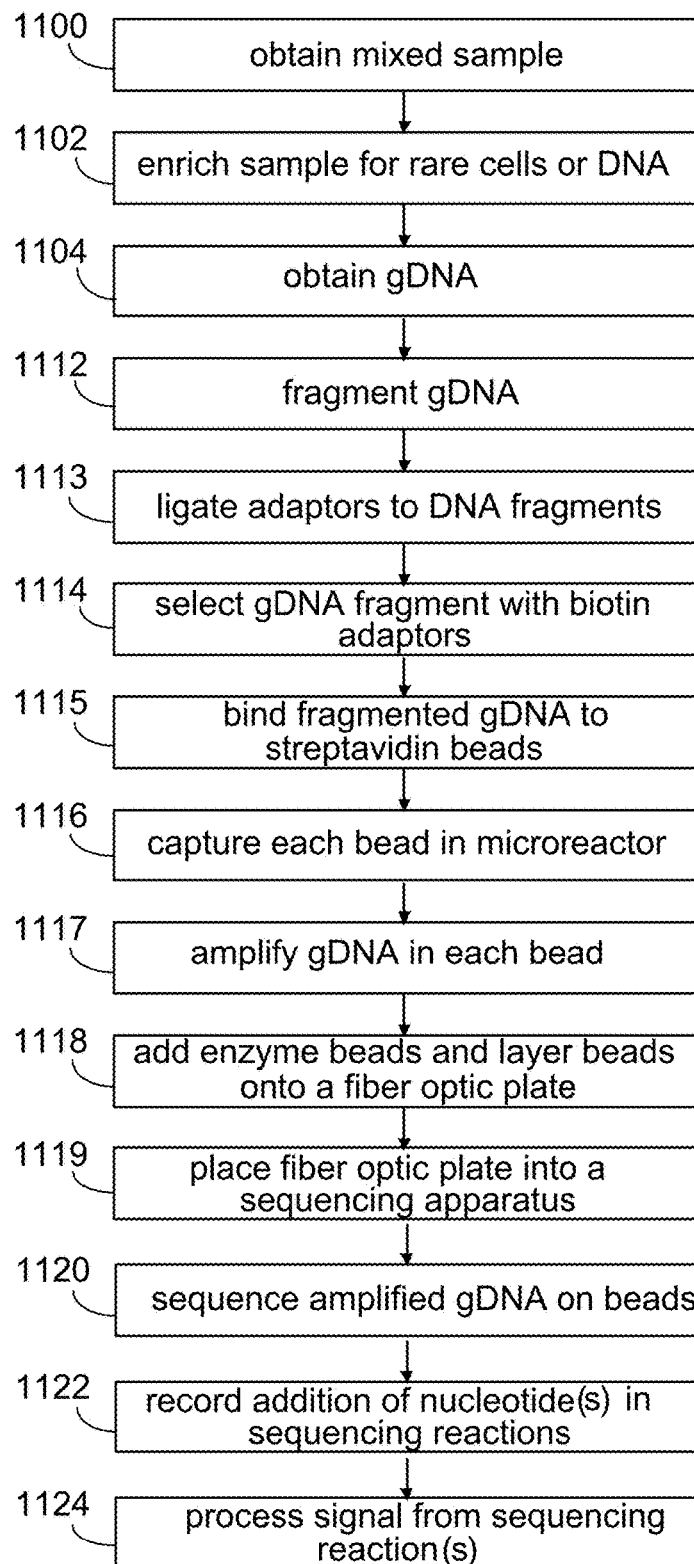 1100
obtain mixed sample
1102
enrich sample for rare cells or DNA
1104
obtain gDNA
1112
fragment gDNA
1113
ligate adaptors to DNA fragments
1114
select gDNA fragment with biotin
adaptors
1115
bind fragmented gDNA to
streptavidin beads
1116
capture each bead in microreactor
1117
amplify gDNA in each bead
1118
add enzyme beads and layer beads
onto a fiber optic plate
1119
place fiber optic plate into a
sequencing apparatus
1120
sequence amplified gDNA on beads
1122
record addition of nucleotide(s) in
sequencing reactions
1124
process signal from sequencing
reaction(s)